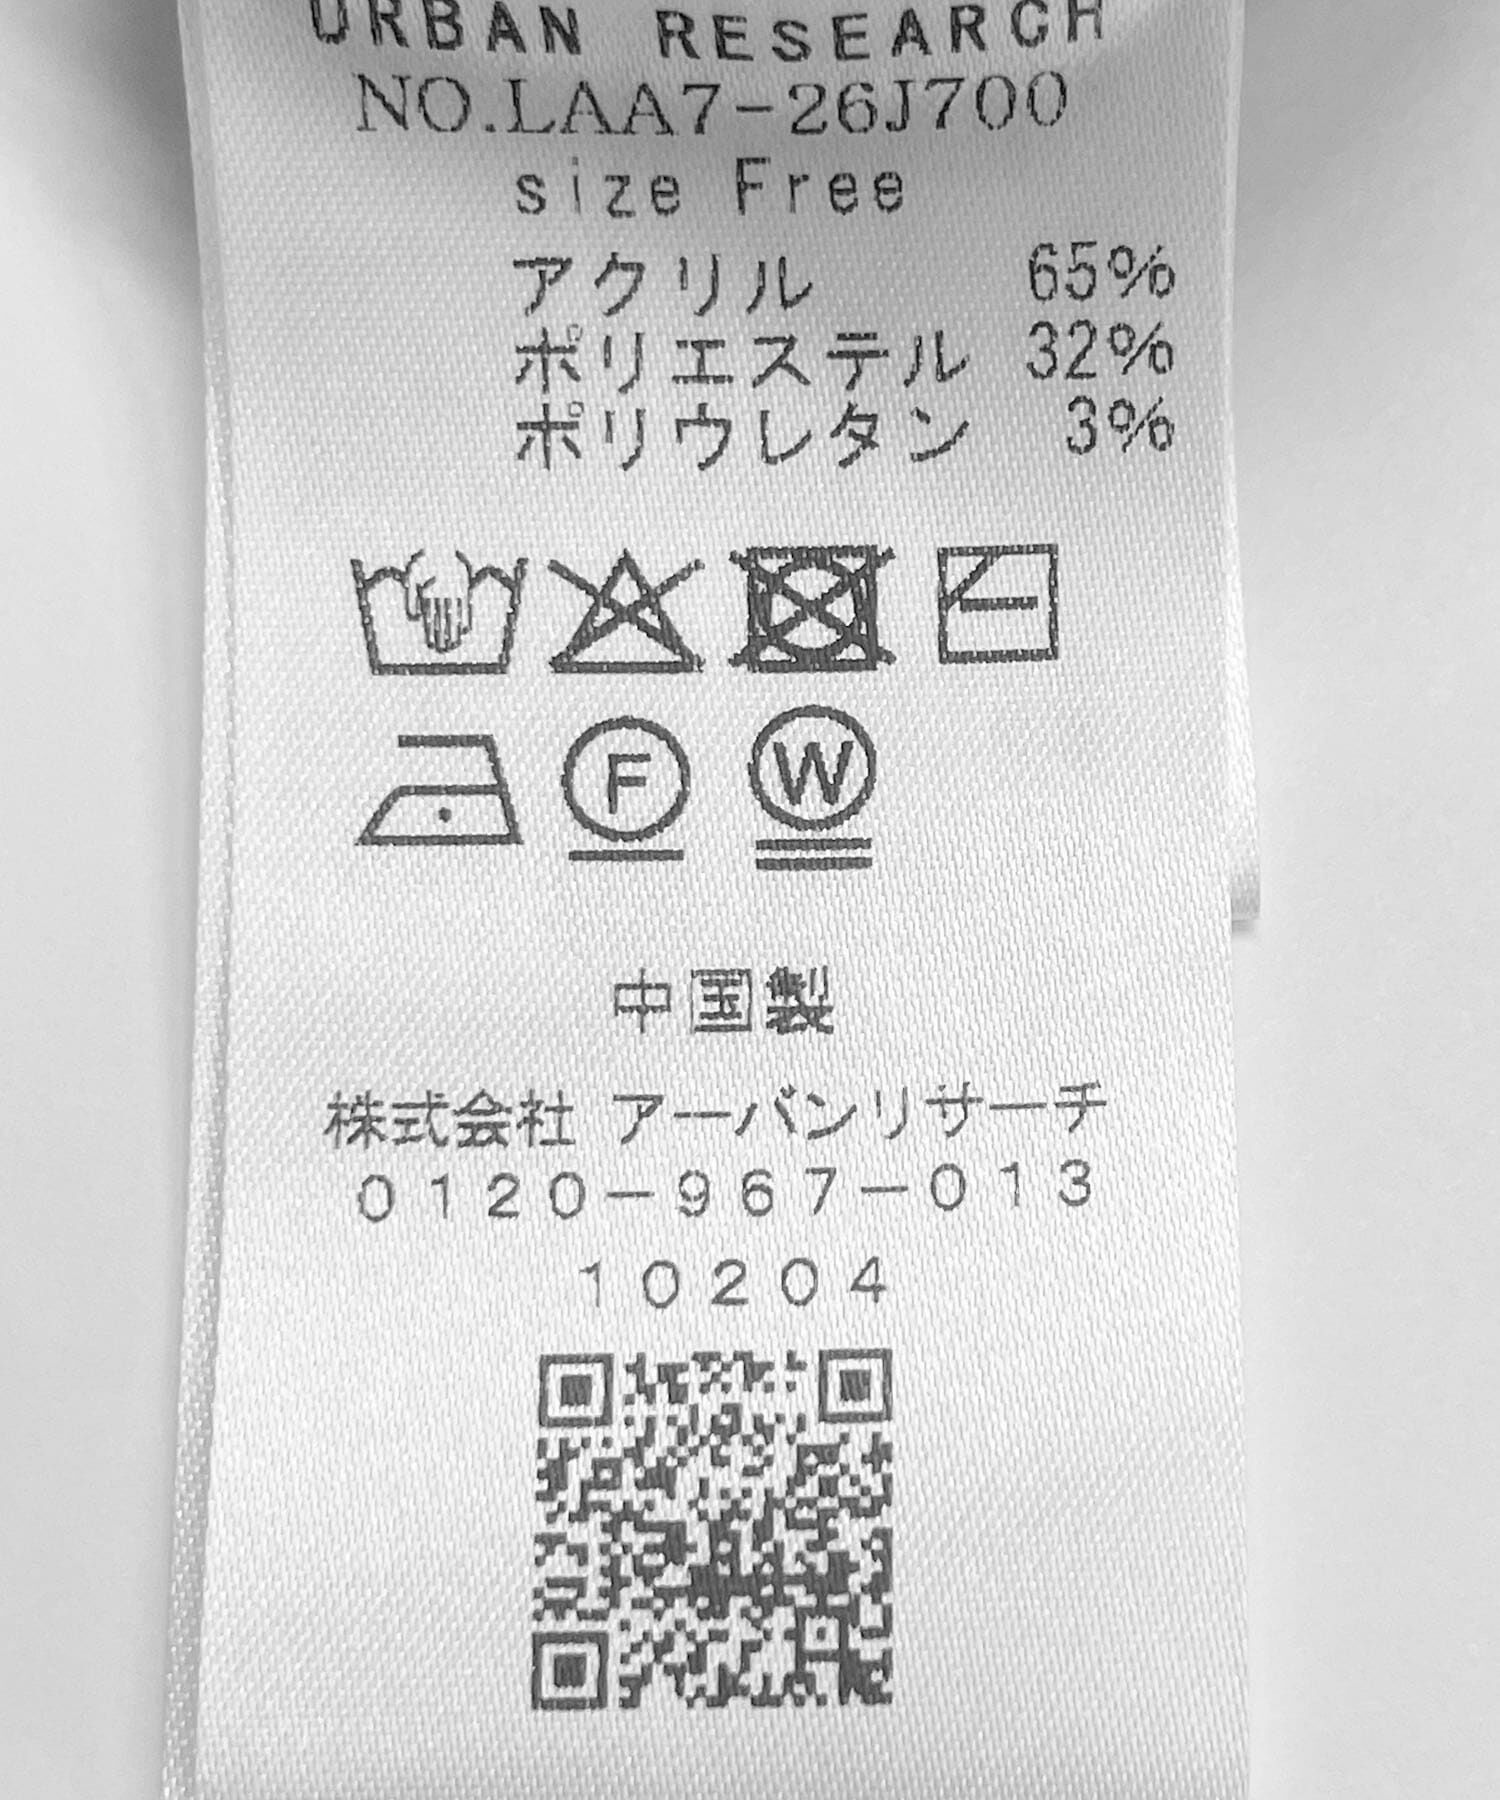 URBAN RESEARCH
NO.LAA7-26J700
size Free
アクリル 65%
ポリエステル 32%
ポリウレタン 3%
F W
中国製
株式会社 アーバンリサーチ
0120-967-013
10204